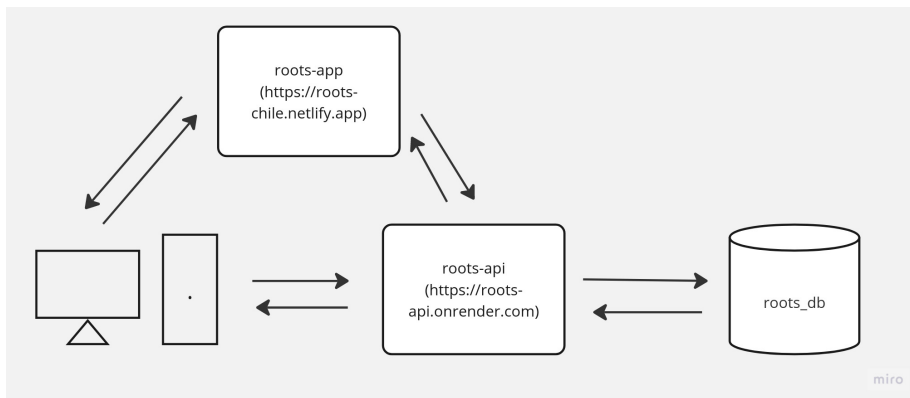 roots-app
(https://roots-
chile.netlify.app)
roots-api
(https://roots-
api.onrender.com)
roots_db
miro